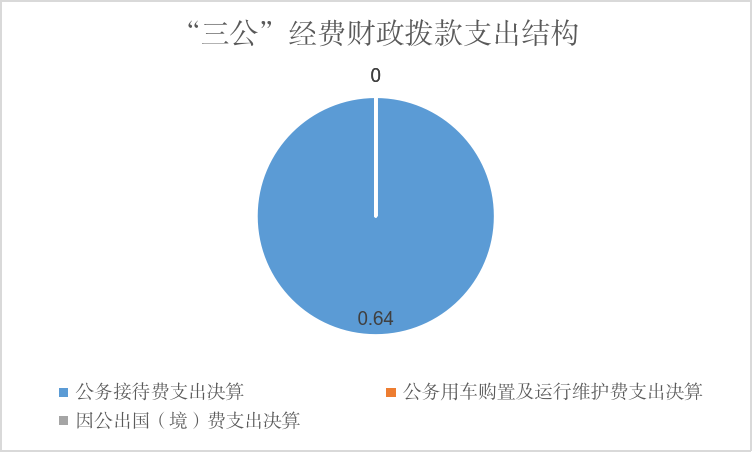 “三公”经费财政拨款支出结构
0
0.64
公务接待费支出决算
公务用车购置及运行维护费支出决算
因公出国（境）费支出决算